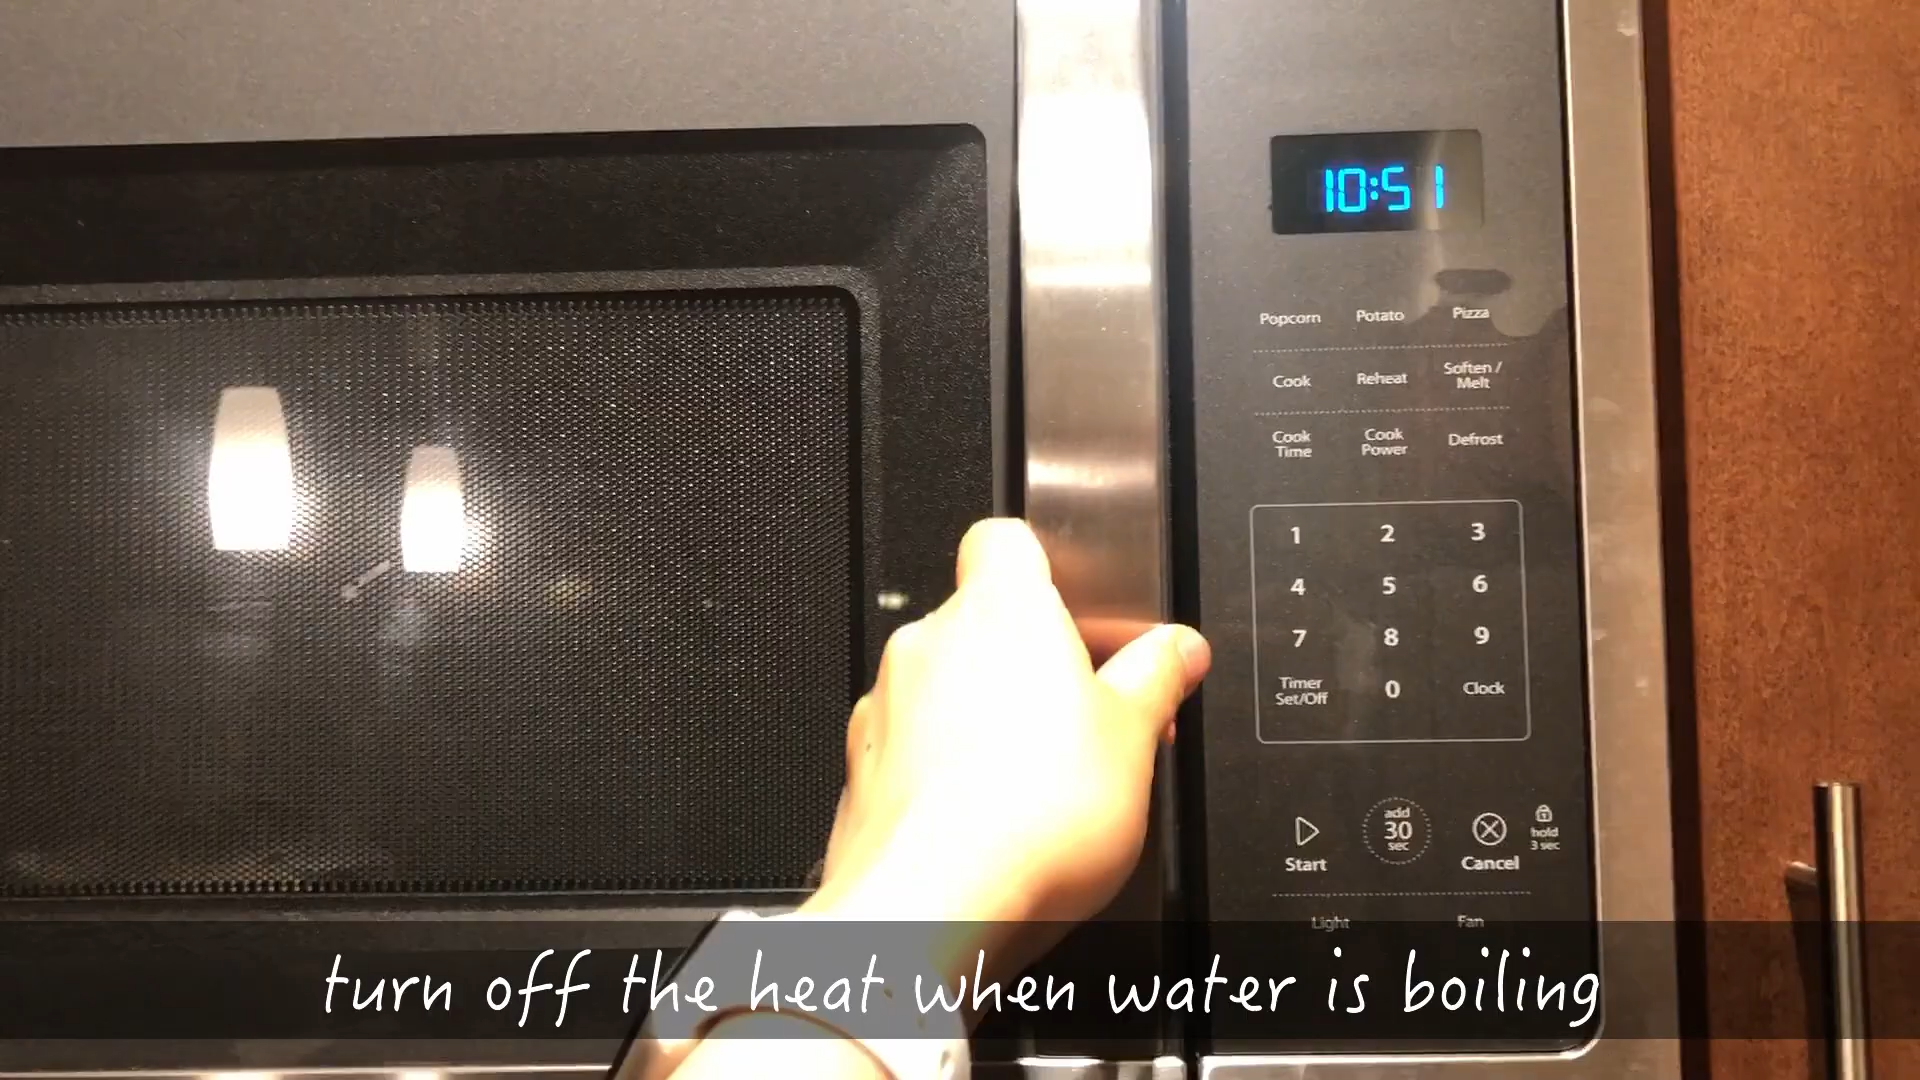 10:51
Popcorn Potato Pizza
Cook Reheat Soften /
Melt
Cook
Time
Cook
Power
Defrost
1 2 3
4 5 6
7 8 9
Timer
Set/Off
0 Clock
Start
add
30
sec
Cancel
hold
3 sec
Light Fan
turn off the heat when water is boiling